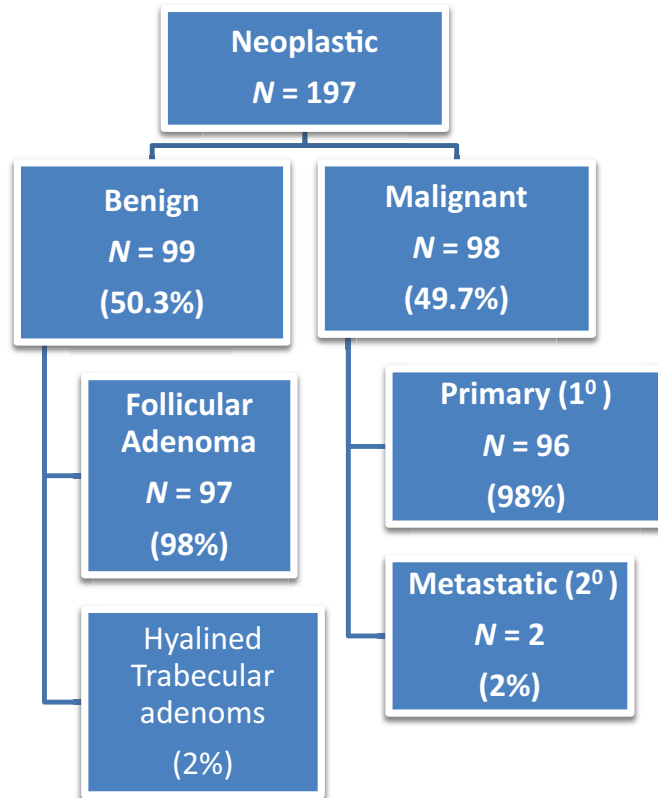 Neoplastic
N = 197
Benign
N = 99
(50.3%)
Malignant
N = 98
(49.7%)
Follicular
Adenoma
N = 97
(98%)
Hyalined
Trabecular
adenoms
(2%)
Primary (1⁰ )
N = 96
(98%)
Metastatic (2⁰ )
N = 2
(2%)